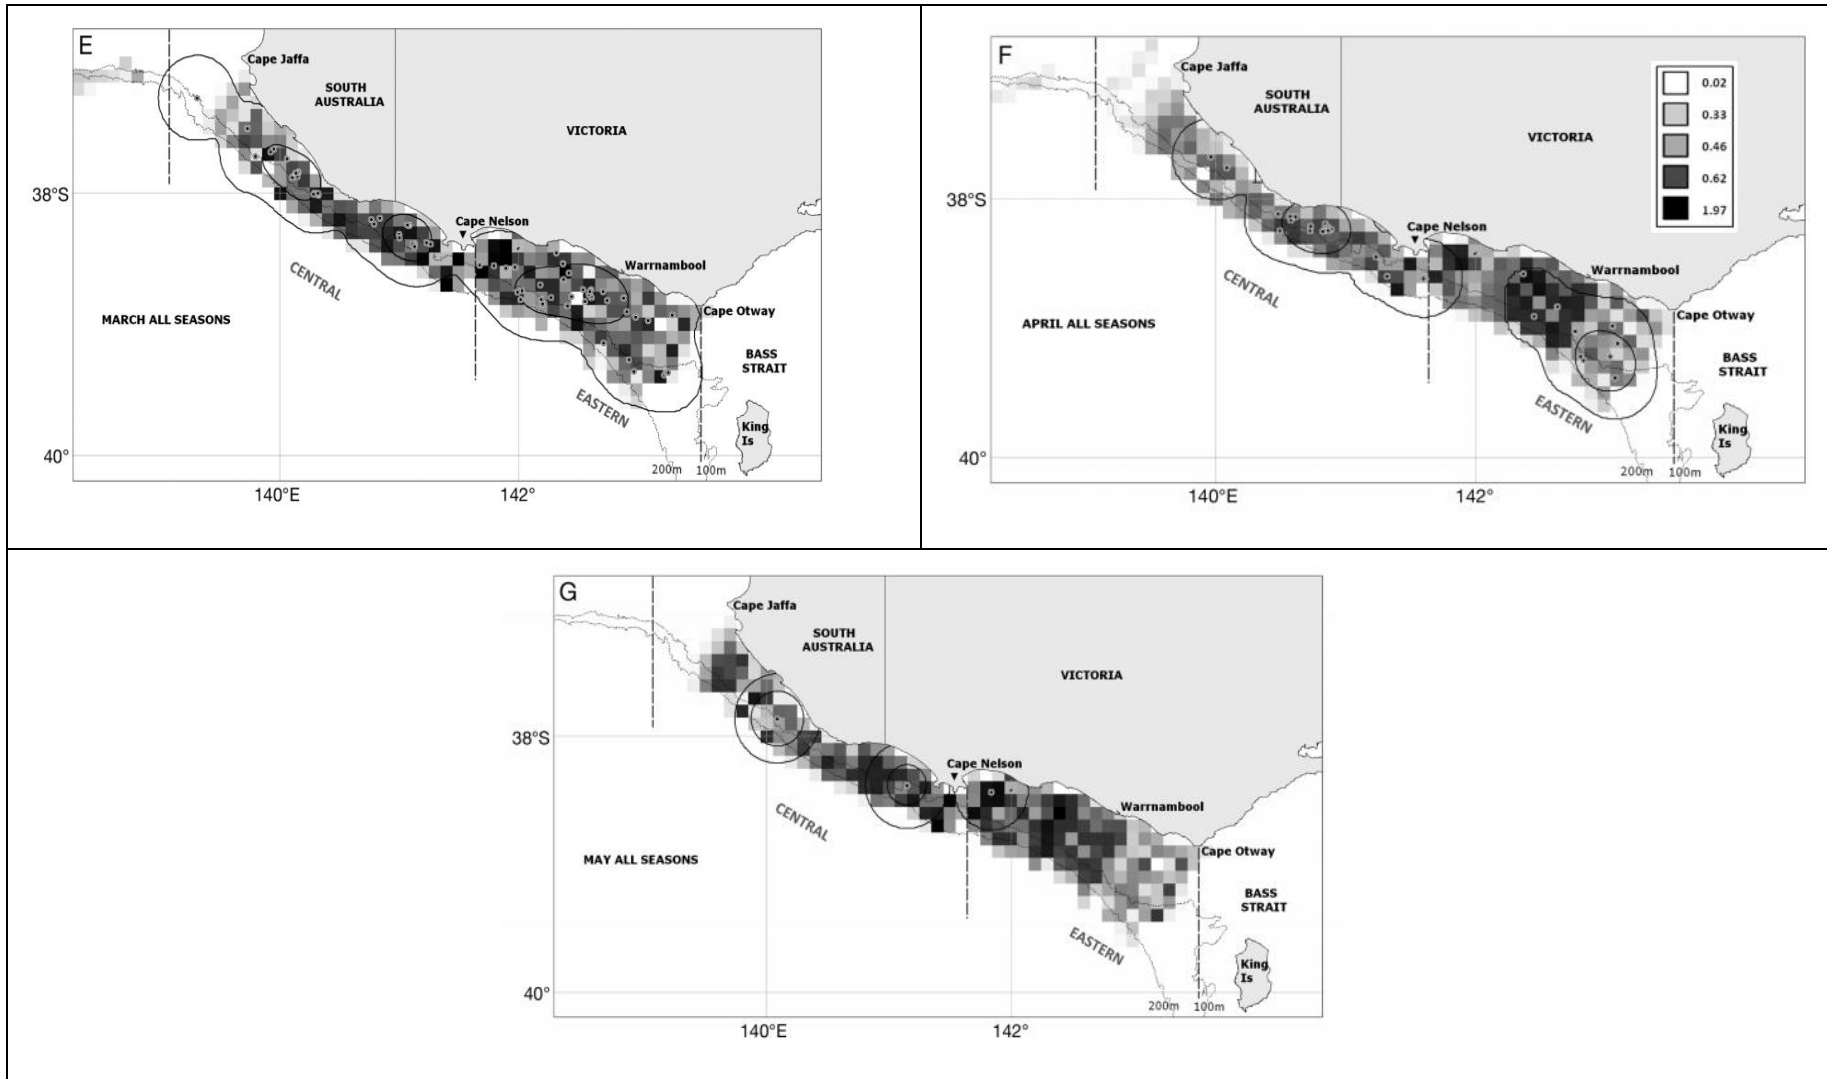 E
Cape Jaffa
SOUTH
AUSTRALIA
VICTORIA
38°S
Cape Nelson
Warrnambool
CENTRAL
Cape Otway
MARCH ALL SEASONS
BASS
STRAIT
EASTERN
King
Is
40°
200m 100m
140°E
142°
F
Cape Jaffa
0.02
0.33
0.46
0.62
1.97
SOUTH
AUSTRALIA
VICTORIA
38°S
Cape Nelson
Warrnambool
CENTRAL
Cape Otway
APRIL ALL SEASONS
BASS
STRAIT
EASTERN
King
Is
40°
200m 100m
140°E
142°
G
Cape Jaffa
SOUTH
AUSTRALIA
VICTORIA
38°S
Cape Nelson
Warrnambool
CENTRAL
Cape Otway
MAY ALL SEASONS
BASS
STRAIT
EASTERN
King
Is
40°
200m 100m
140°E
142°